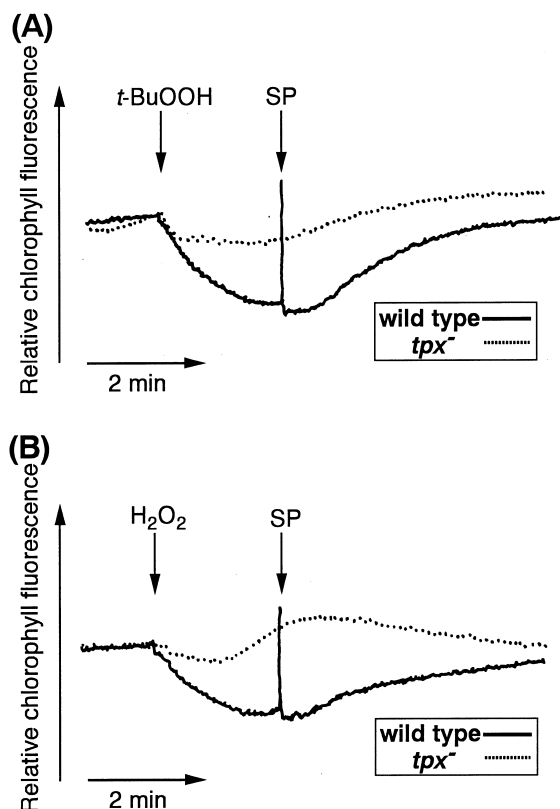 (A)
Relative chlorophyll fluorescence
t-BuOOH
SP
wild type
tpx⁻
2 min
(B)
Relative chlorophyll fluorescence
H₂O₂
SP
wild type
tpx⁻
2 min